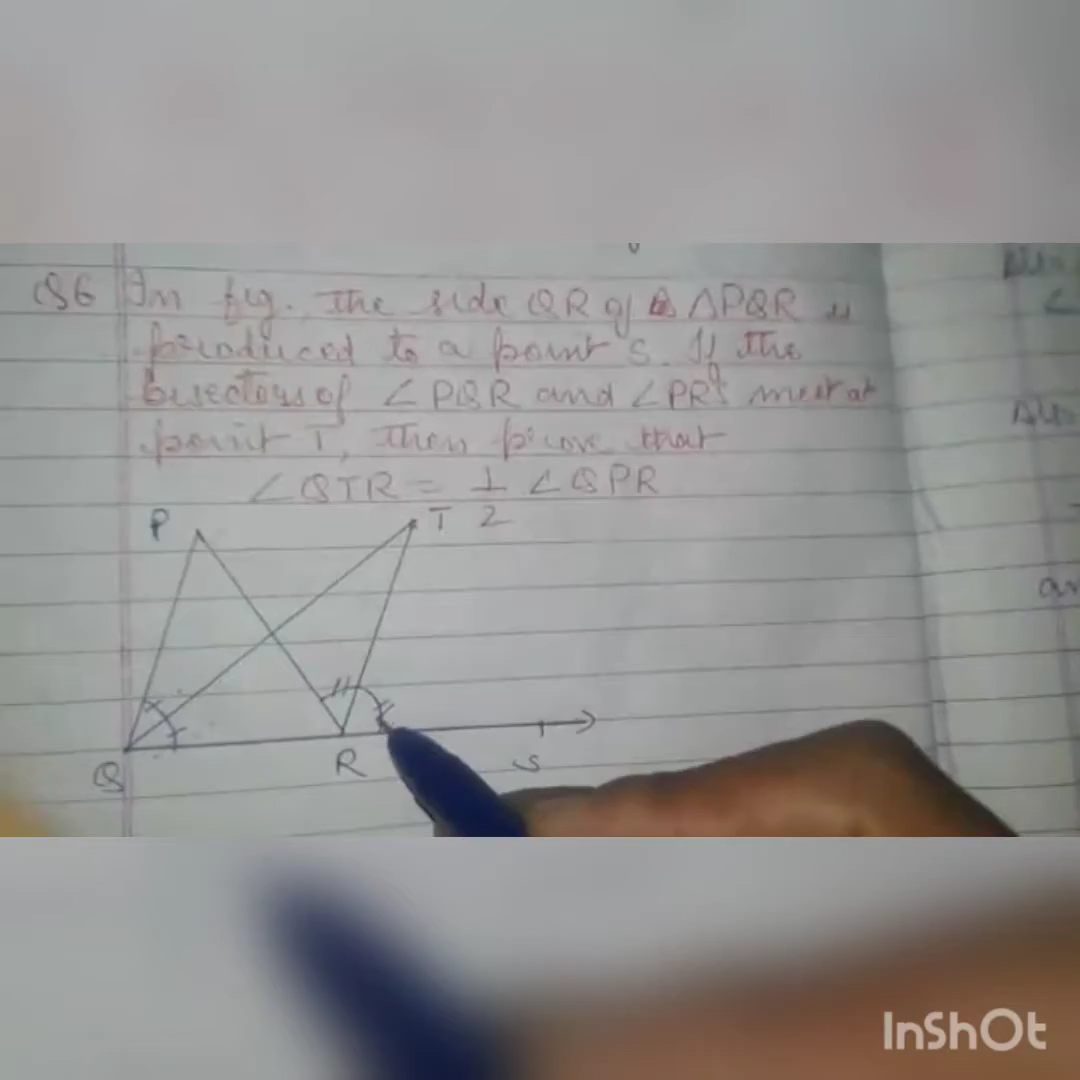 Q6 In fig. The side QR of ∆PQR is
produced to a point S. If the
bisectors of ∠PQR and ∠PRS meet at
point T, then prove that
∠QTR = 1/2 ∠QPR
P T
Q R S
InShOt